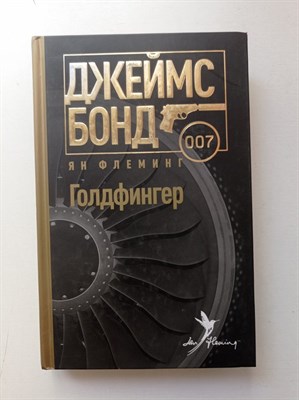 ДЖЕЙМС
БОНД
007
ЯН ФЛЕМИНГ
Голдфингер
Ian Fleming